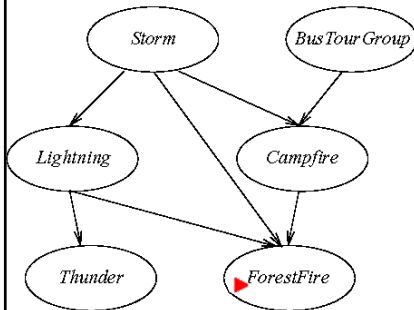 Storm
BusTourGroup
Lightning
Campfire
Thunder
ForestFire